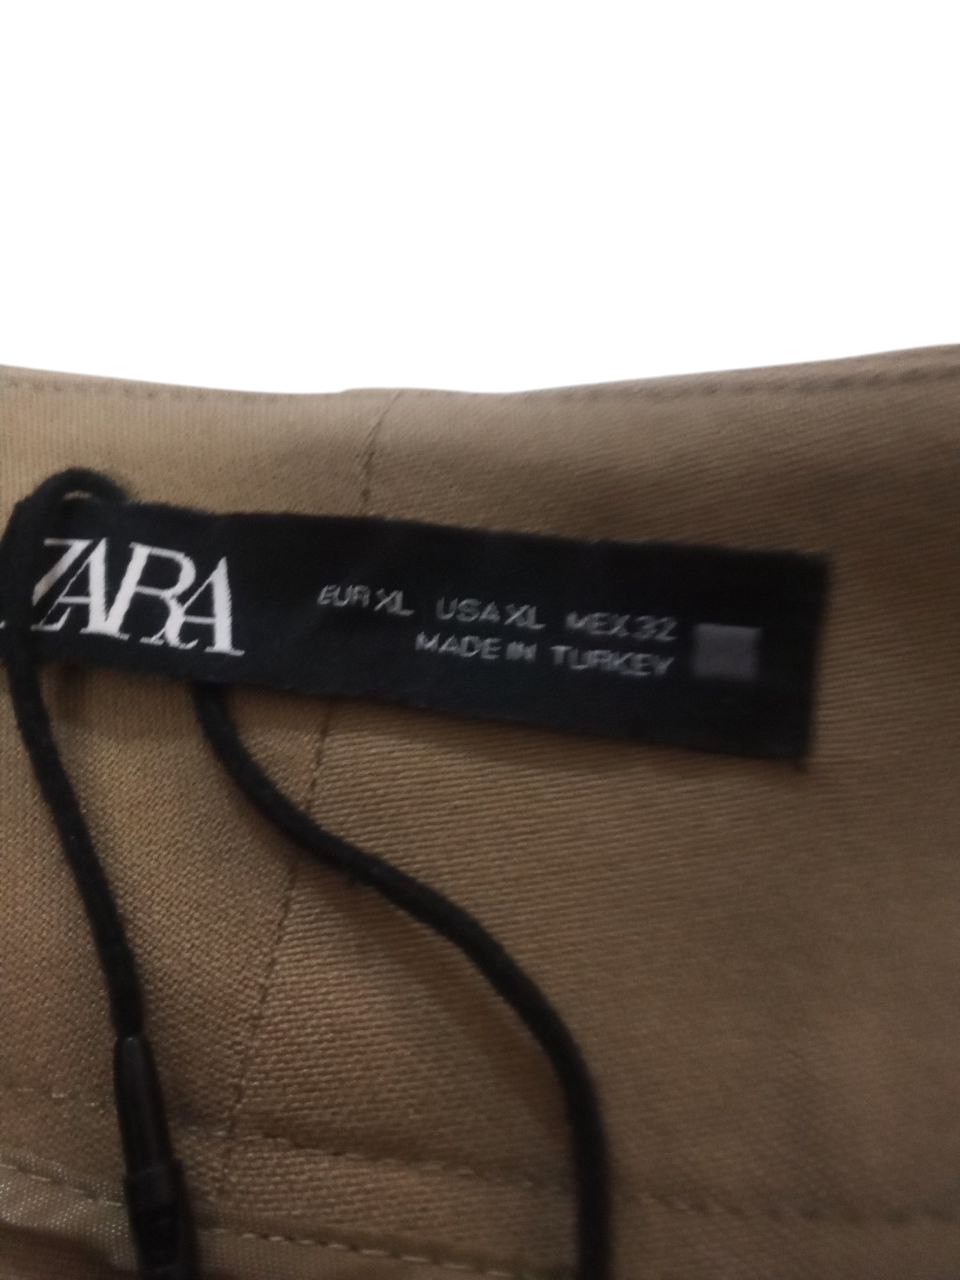 ZARA
EUR XL USA XL MEX 32
MADE IN TURKEY